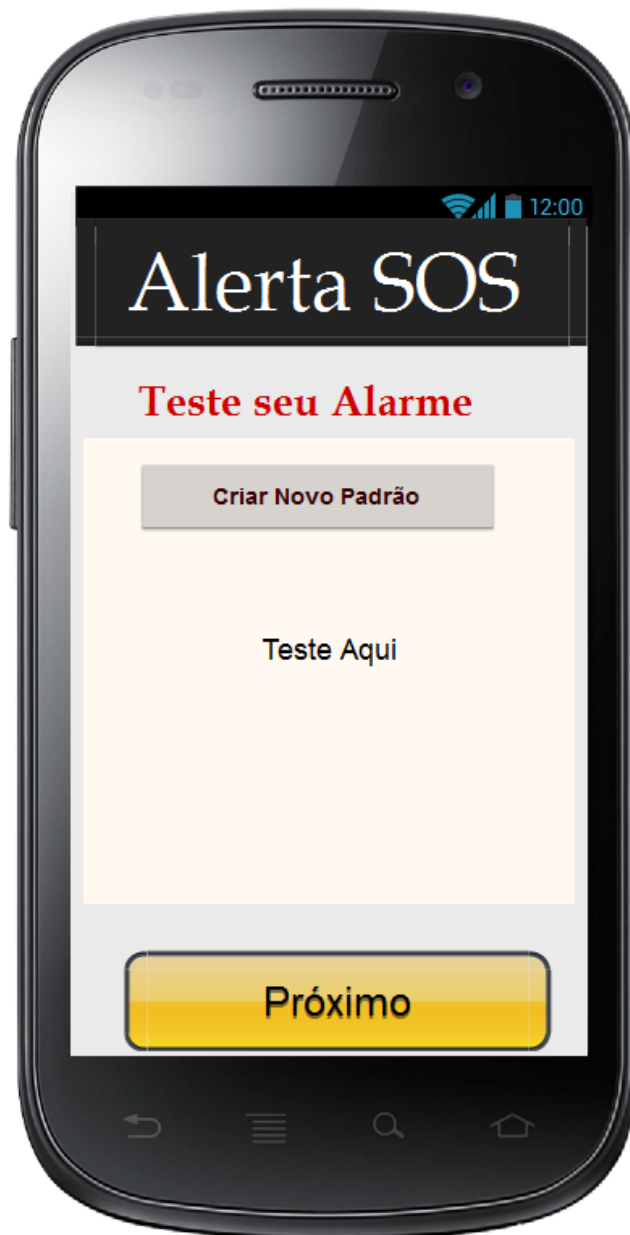 12:00
Alerta SOS
Teste seu Alarme
Criar Novo Padrão
Teste Aqui
Próximo